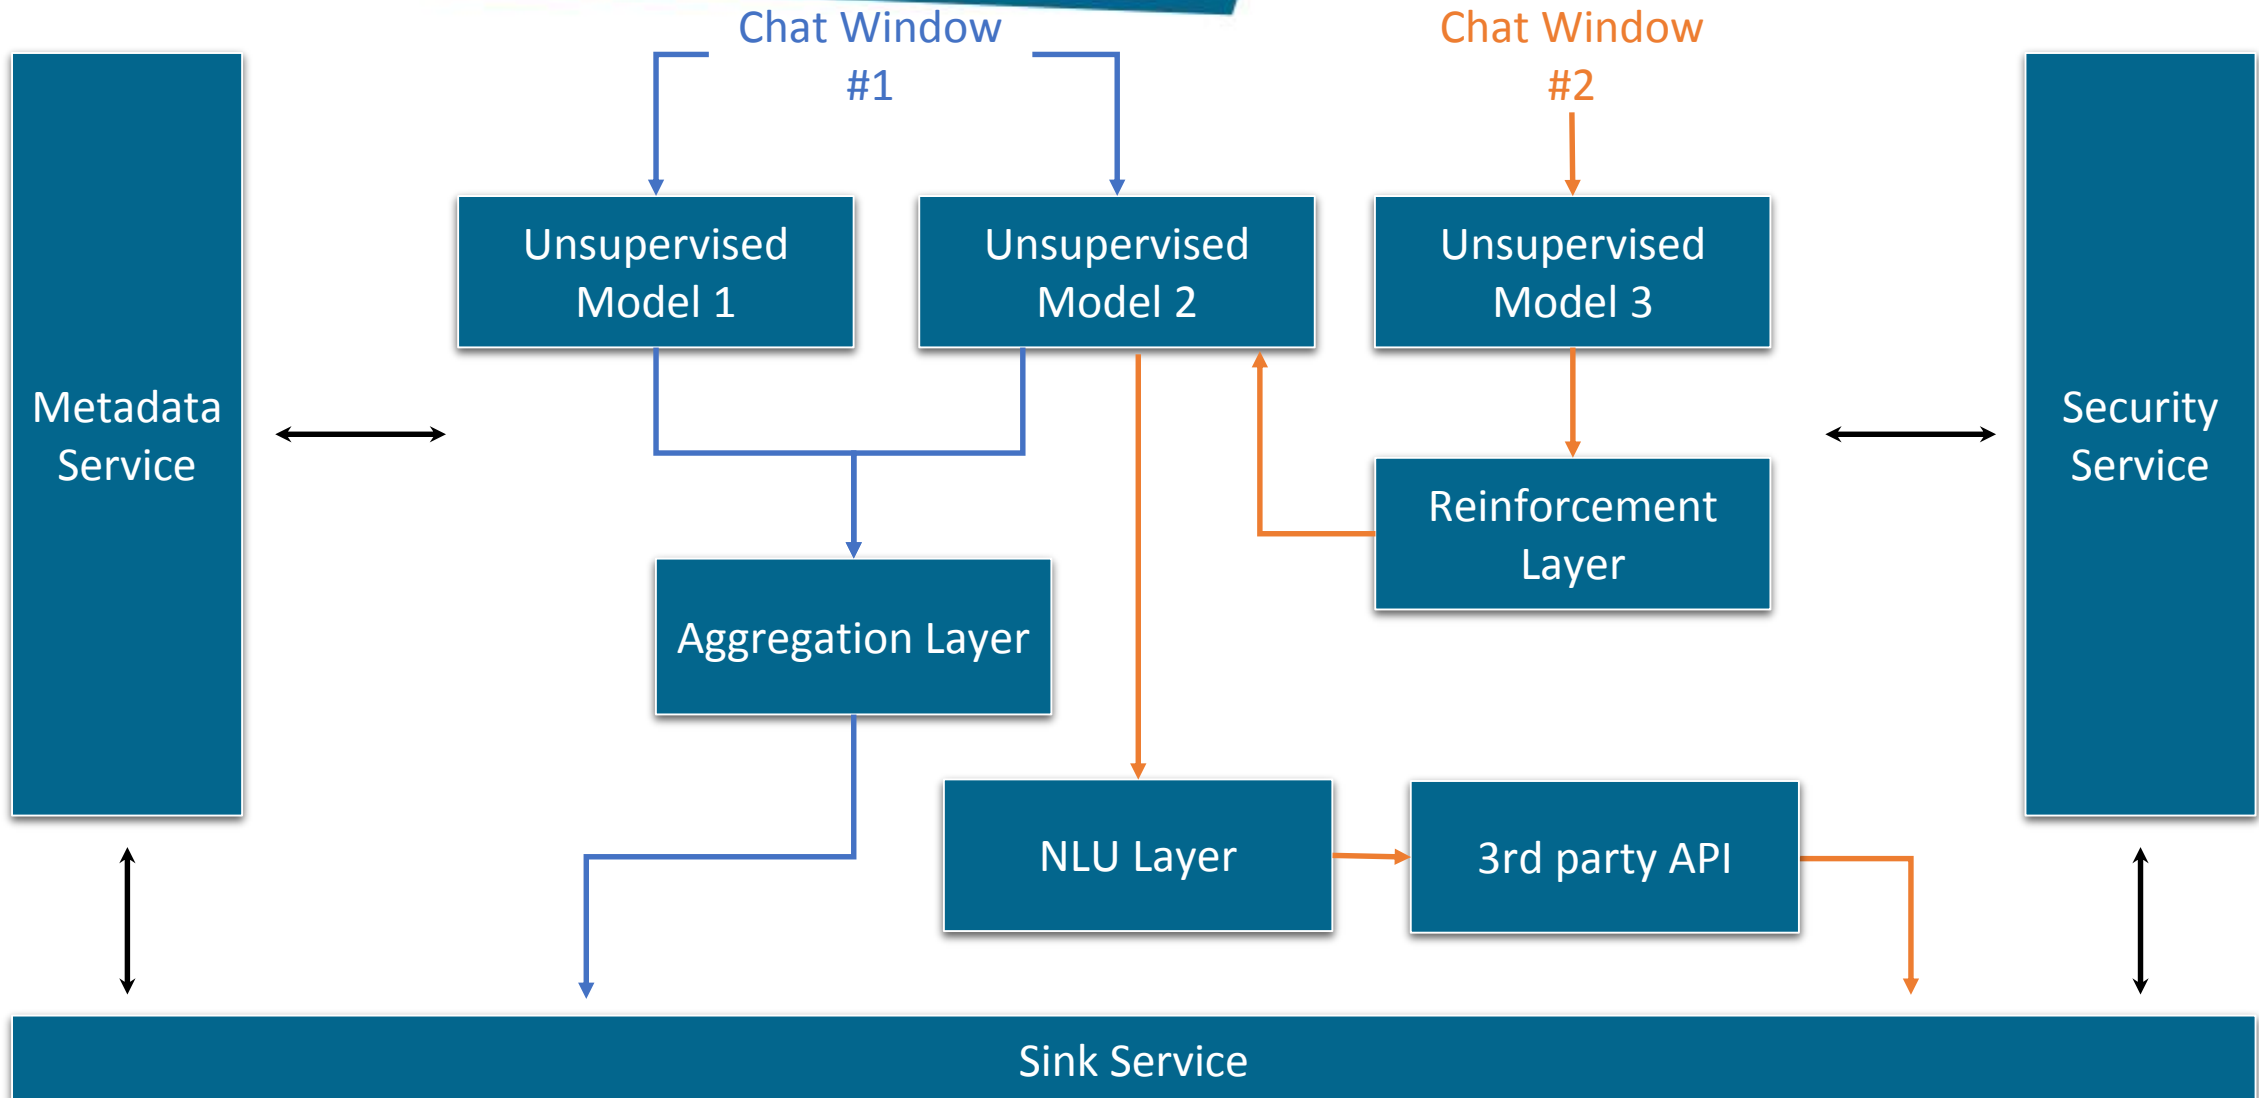 Chat Window
#1
Chat Window
#2
Unsupervised
Model 1
Unsupervised
Model 2
Unsupervised
Model 3
Metadata
Service
Security
Service
Reinforcement
Layer
Aggregation Layer
NLU Layer
3rd party API
Sink Service